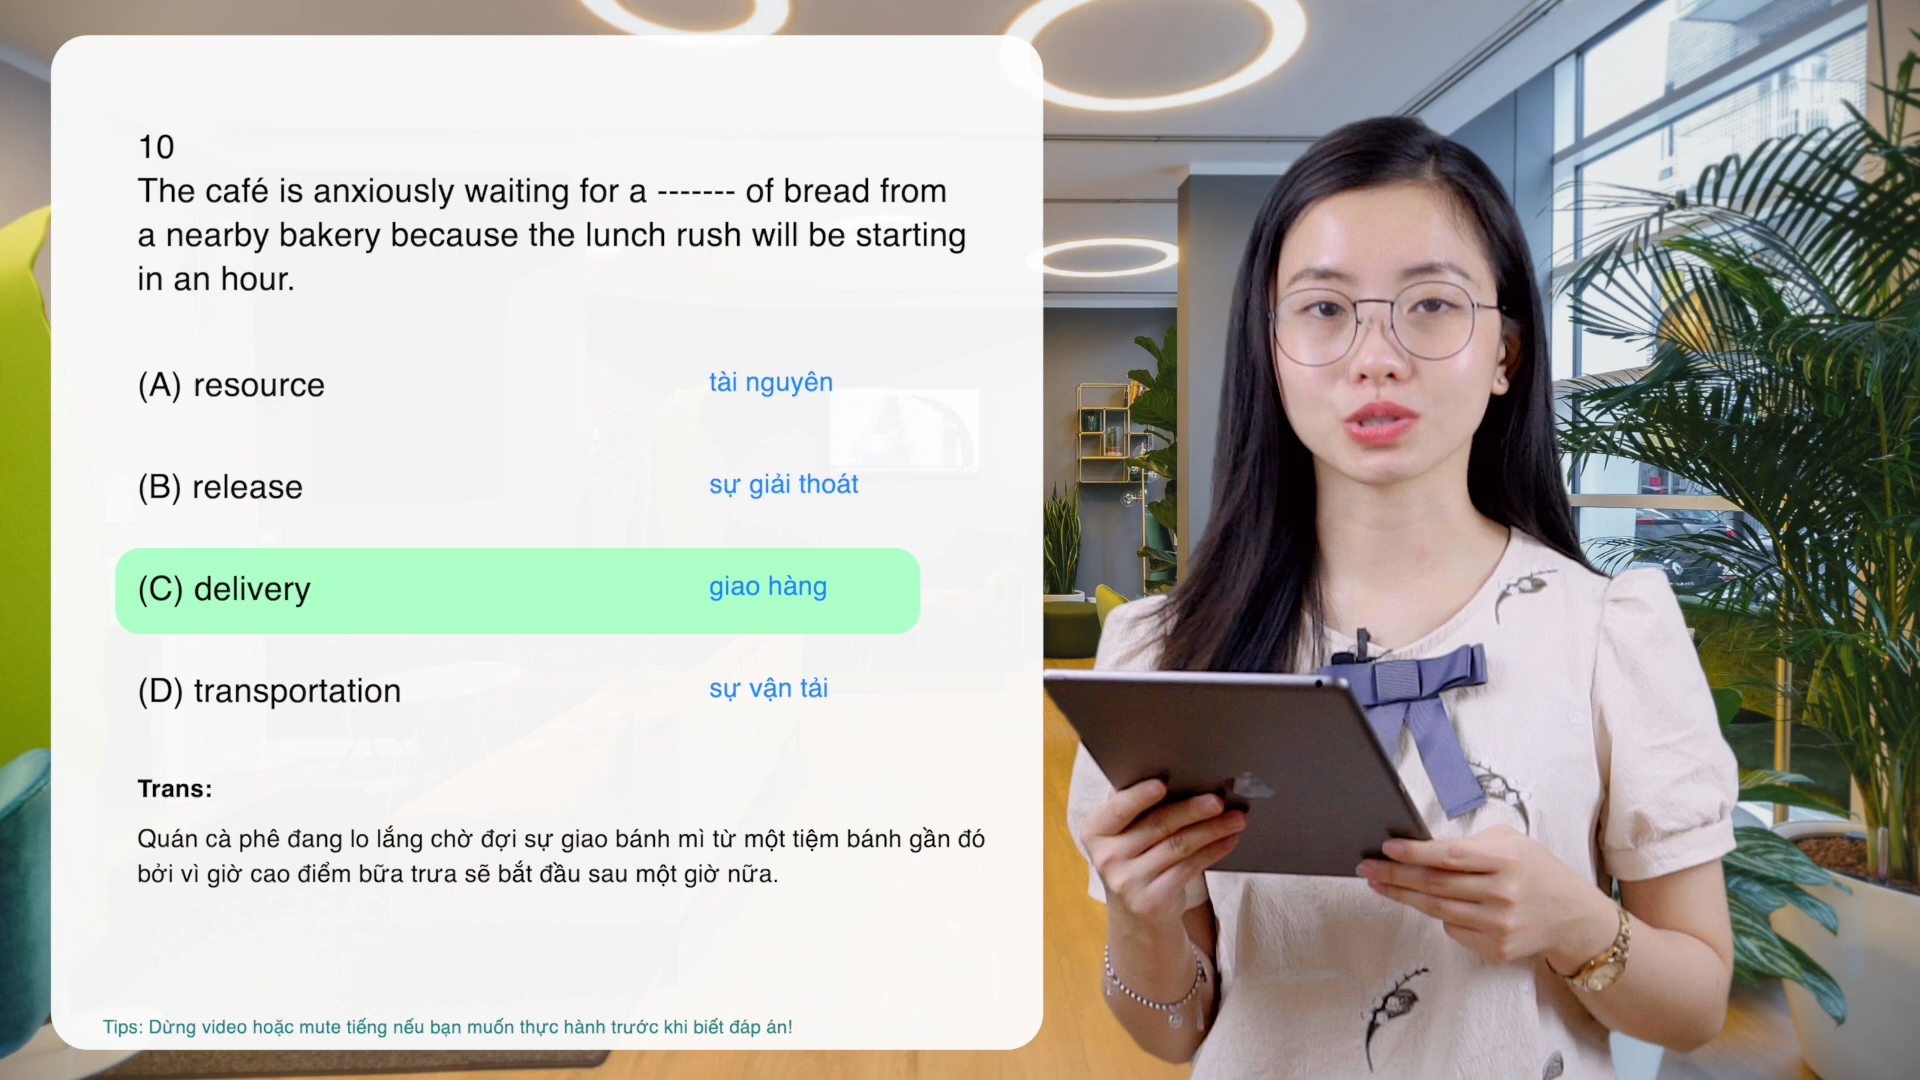 10
The café is anxiously waiting for a ------- of bread from
a nearby bakery because the lunch rush will be starting
in an hour.
(A) resource
tài nguyên
(B) release
sự giải thoát
(C) delivery
giao hàng
(D) transportation
sự vận tải
Trans:
Quán cà phê đang lo lắng chờ đợi sự giao bánh mì từ một tiệm bánh gần đó
bởi vì giờ cao điểm bữa trưa sẽ bắt đầu sau một giờ nữa.
Tips: Dừng video hoặc mute tiếng nếu bạn muốn thực hành trước khi biết đáp án!